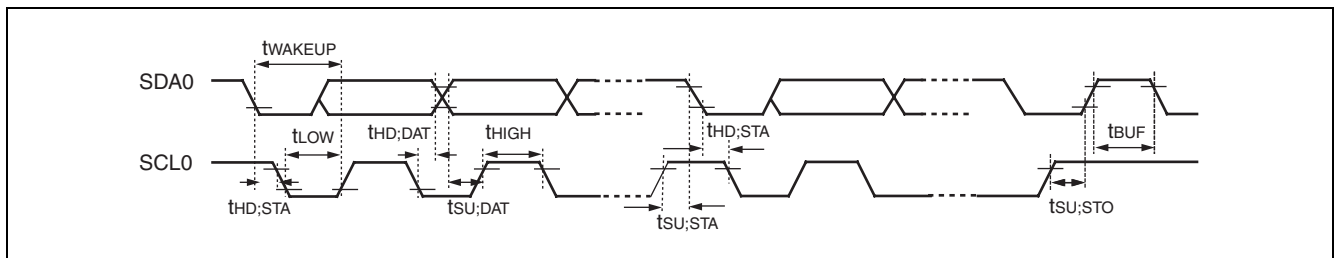 tWAKEUP
SDA0
tLOW
tHD;DAT
tHIGH
tHD;STA
tBUF
SCL0
tHD;STA
tSU;DAT
tSU;STA
tSU;STO